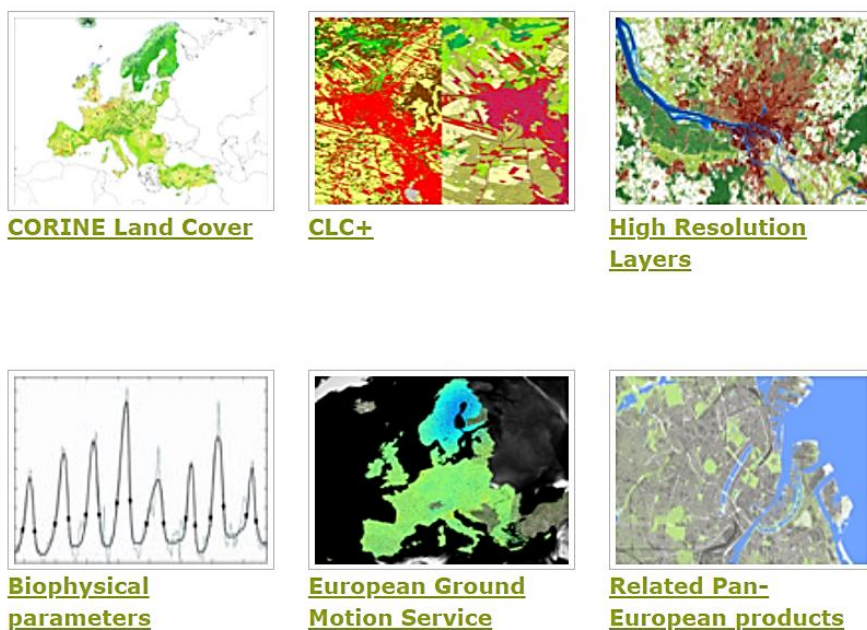 CORINE Land Cover
CLC+
High Resolution
Layers
Biophysical
parameters
European Ground
Motion Service
Related Pan-
European products